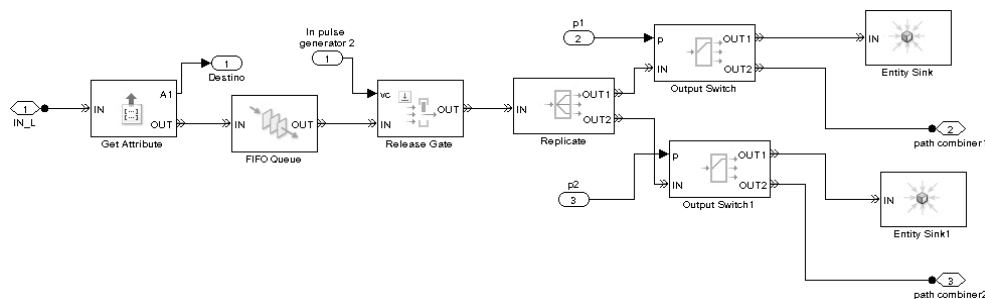 1
IN_L
IN
[...]
A1
OUT
Get Attribute
1
Destino
IN
OUT
FIFO Queue
In pulse
generator 2
1
vc
IN
OUT
Release Gate
IN
OUT1
OUT2
Replicate
p1
2
p
IN
OUT1
OUT2
Output Switch
IN
Entity Sink
2
path combiner1
p2
3
p
IN
OUT1
OUT2
Output Switch1
IN
Entity Sink1
3
path combiner2